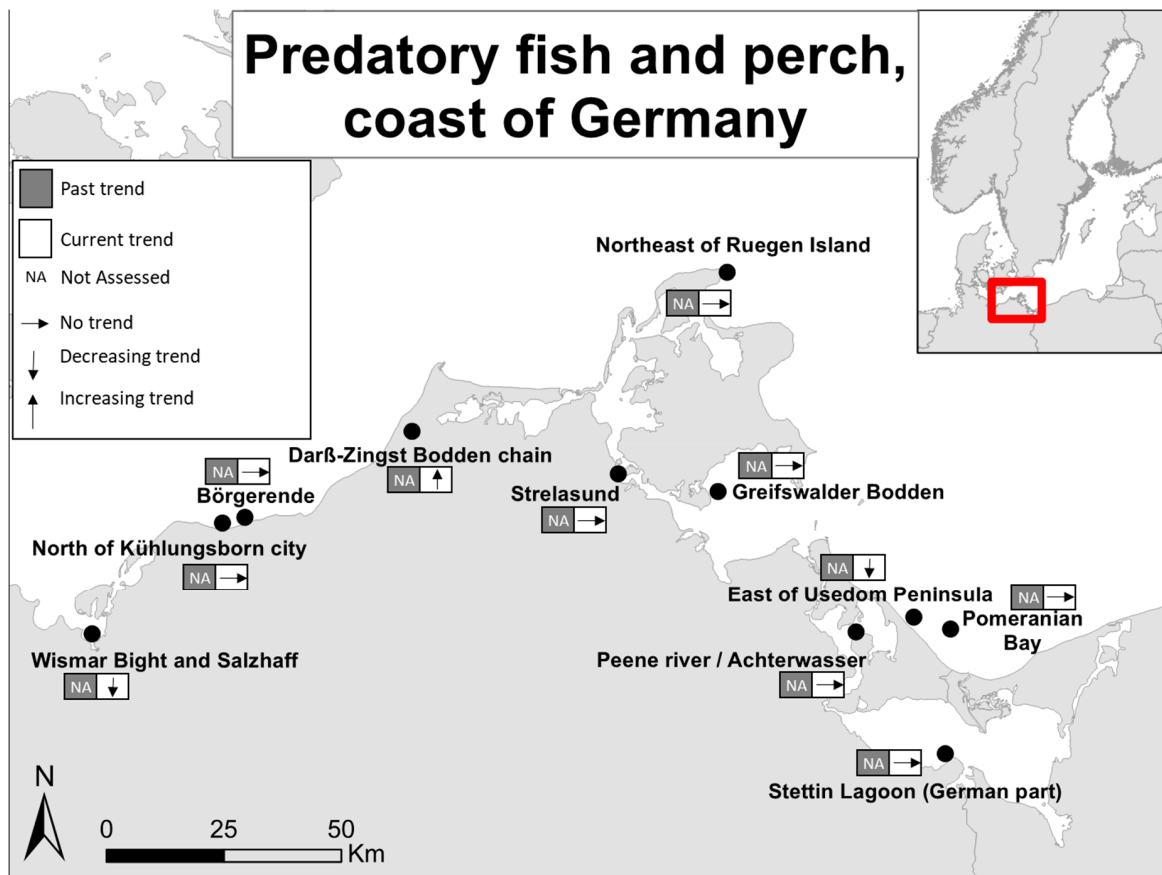 Predatory fish and perch,
coast of Germany
Past trend
Current trend
NA Not Assessed
No trend
Decreasing trend
Increasing trend
Northeast of Ruegen Island
NA
Darß-Zingst Bodden chain
NA
NA
Börgerende
North of Kühlungsborn city
NA
Wismar Bight and Salzhaff
NA
Strelasund
NA
NA
Greifswalder Bodden
NA
East of Usedom Peninsula
NA
Pomeranian
Bay
Peene river / Achterwasser
NA
NA
Stettin Lagoon (German part)
N
0 25 50
Km